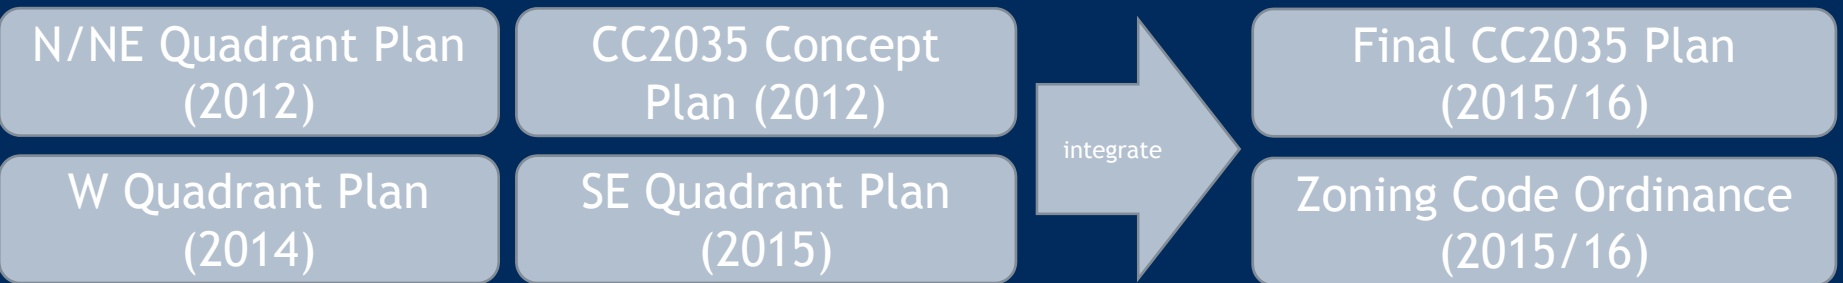 N/NE Quadrant Plan
(2012)
CC2035 Concept
Plan (2012)
W Quadrant Plan
(2014)
SE Quadrant Plan
(2015)
integrate
Final CC2035 Plan
(2015/16)
Zoning Code Ordinance
(2015/16)